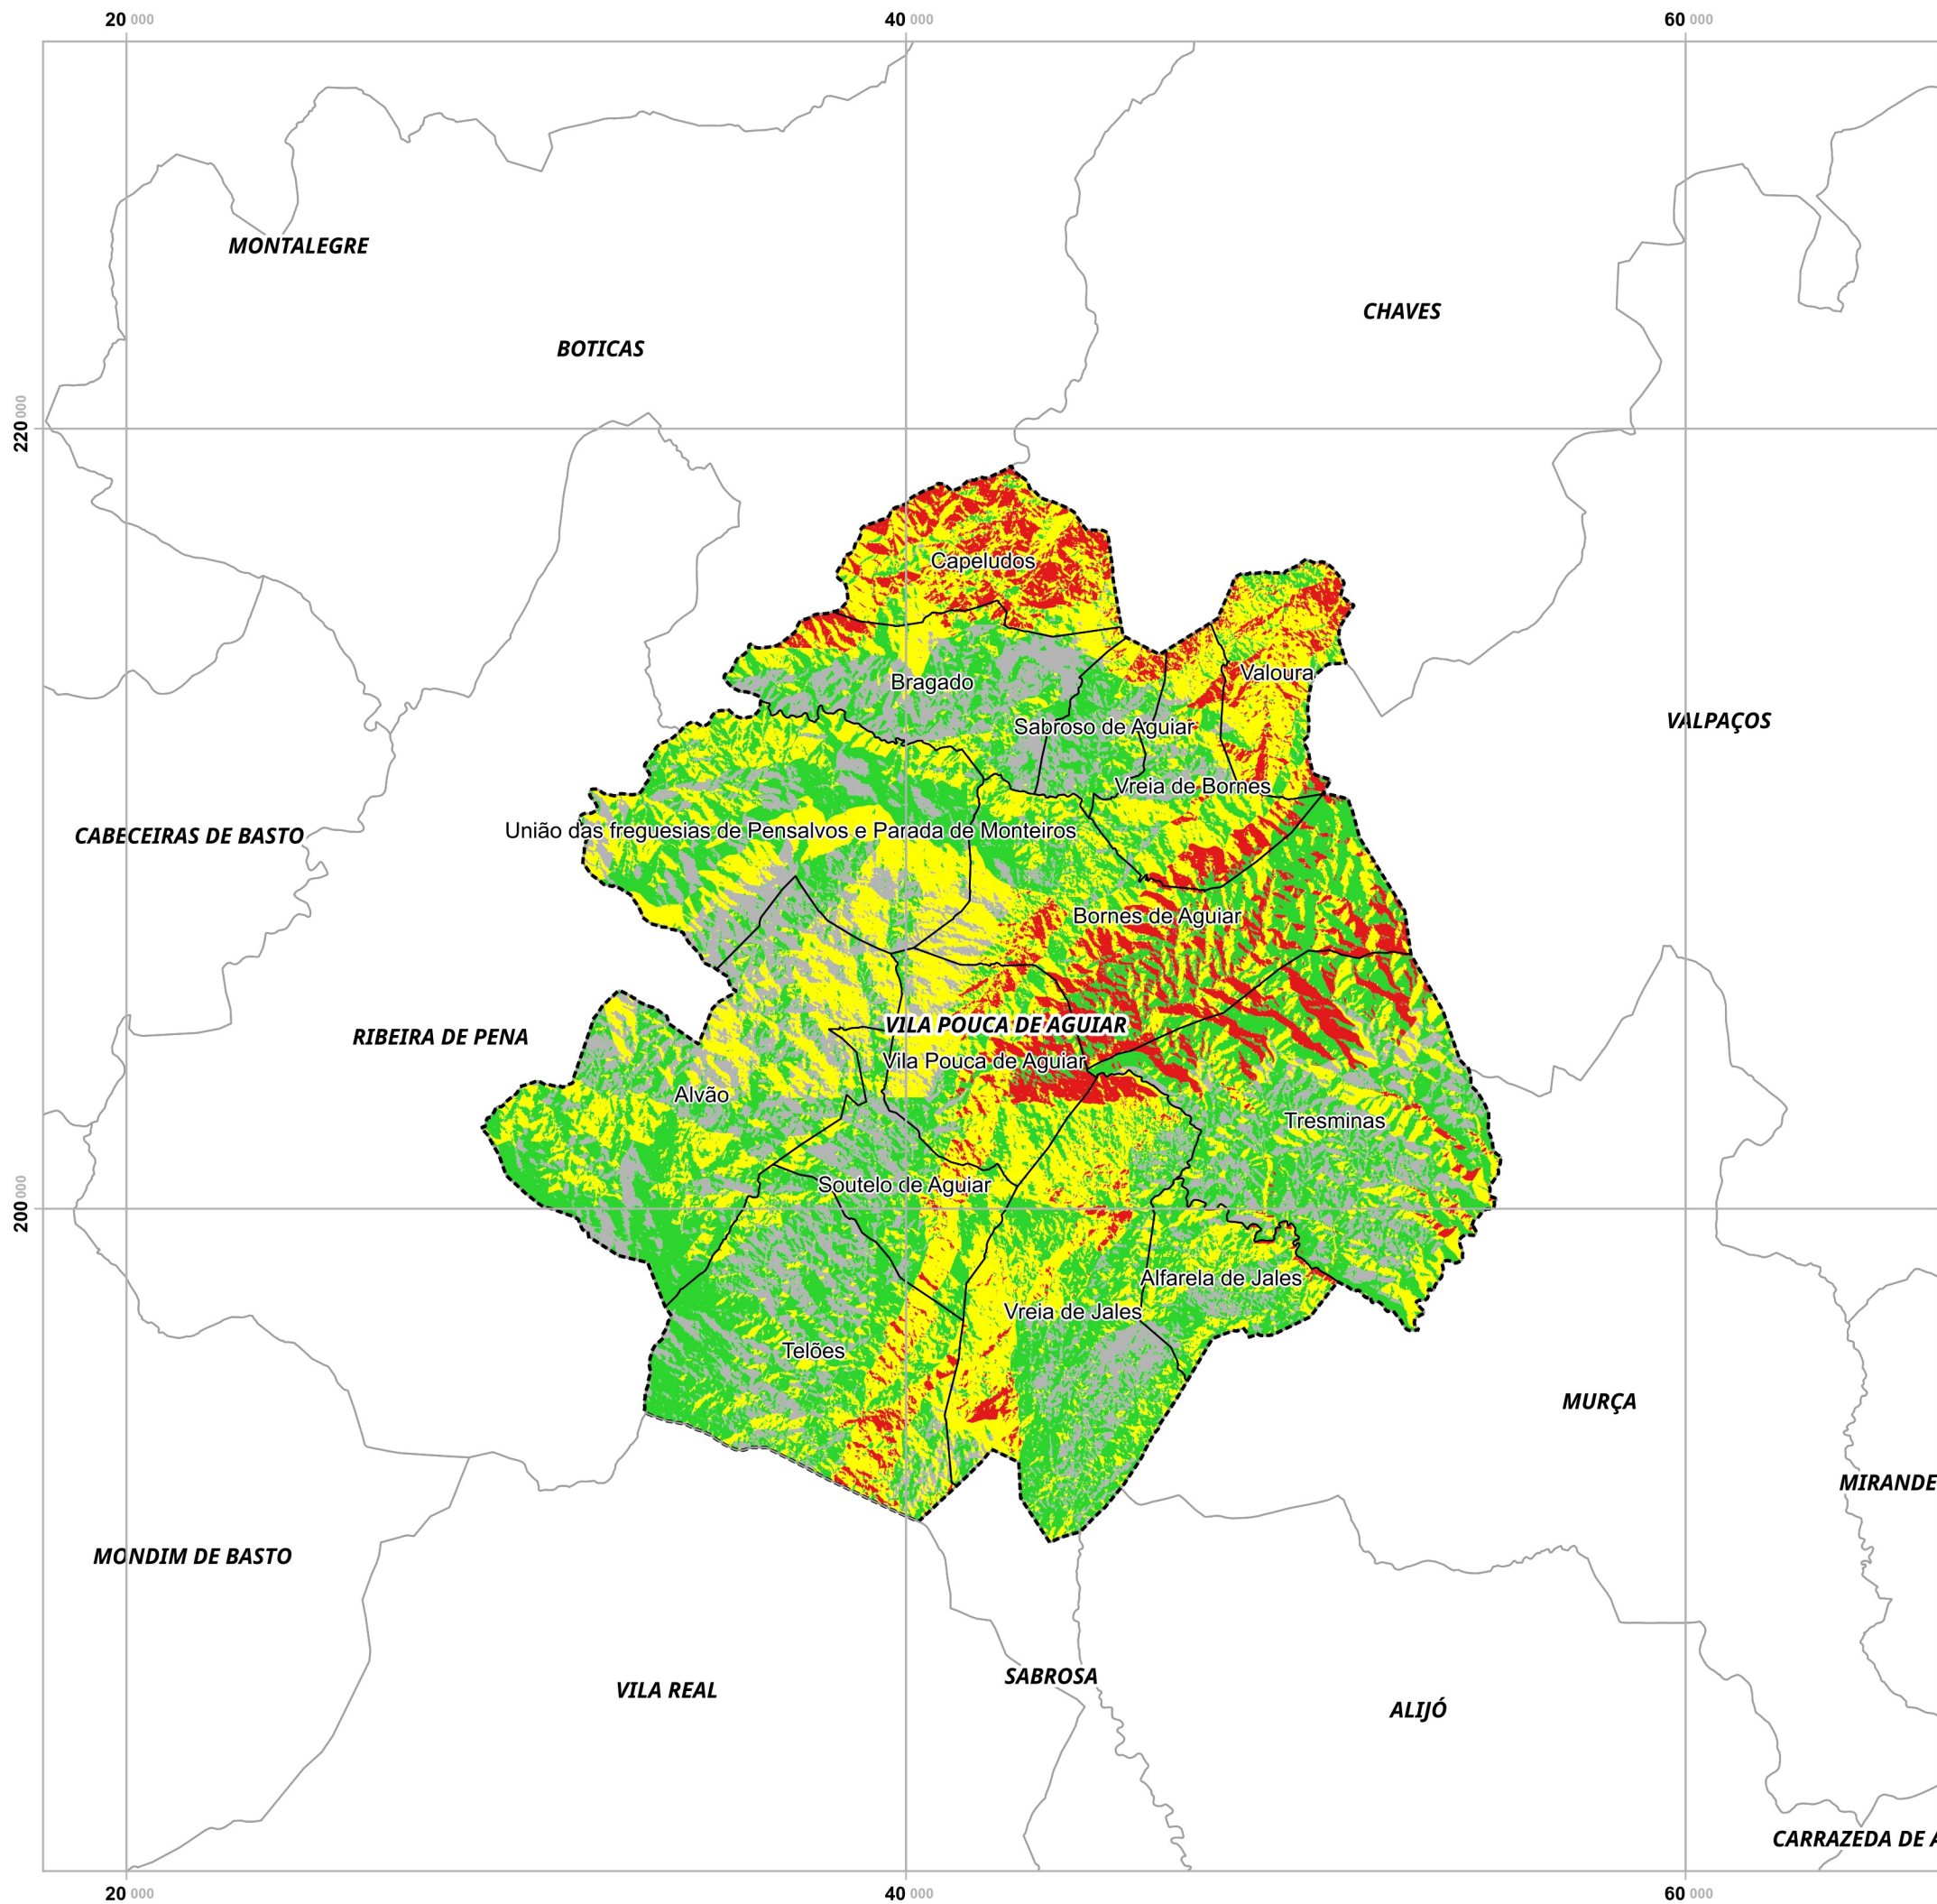 20 000
40 000
60 000
MONTALEGRE
CHAVES
BOTICAS
220 000
Capeludos
Valoura
Bragado
VALPAÇOS
Sabroso de Aguiar
Vreia de Bornes
União das freguesias de Pensalvos e Parada de Monteiros
CABECEIRAS DE BASTO
Bornes de Aguiar
VILA POUCA DE AGUIAR
RIBEIRA DE PENA
Vila Pouca de Aguiar
Alvão
Tresminas
Soutelo de Aguiar
200 000
Alfarela de Jales
Vreia de Jales
Telões
MURÇA
MIRANDE
MONDIM DE BASTO
SABROSA
VILA REAL
ALIJÓ
CARRAZEDA DE A
20 000
40 000
60 000